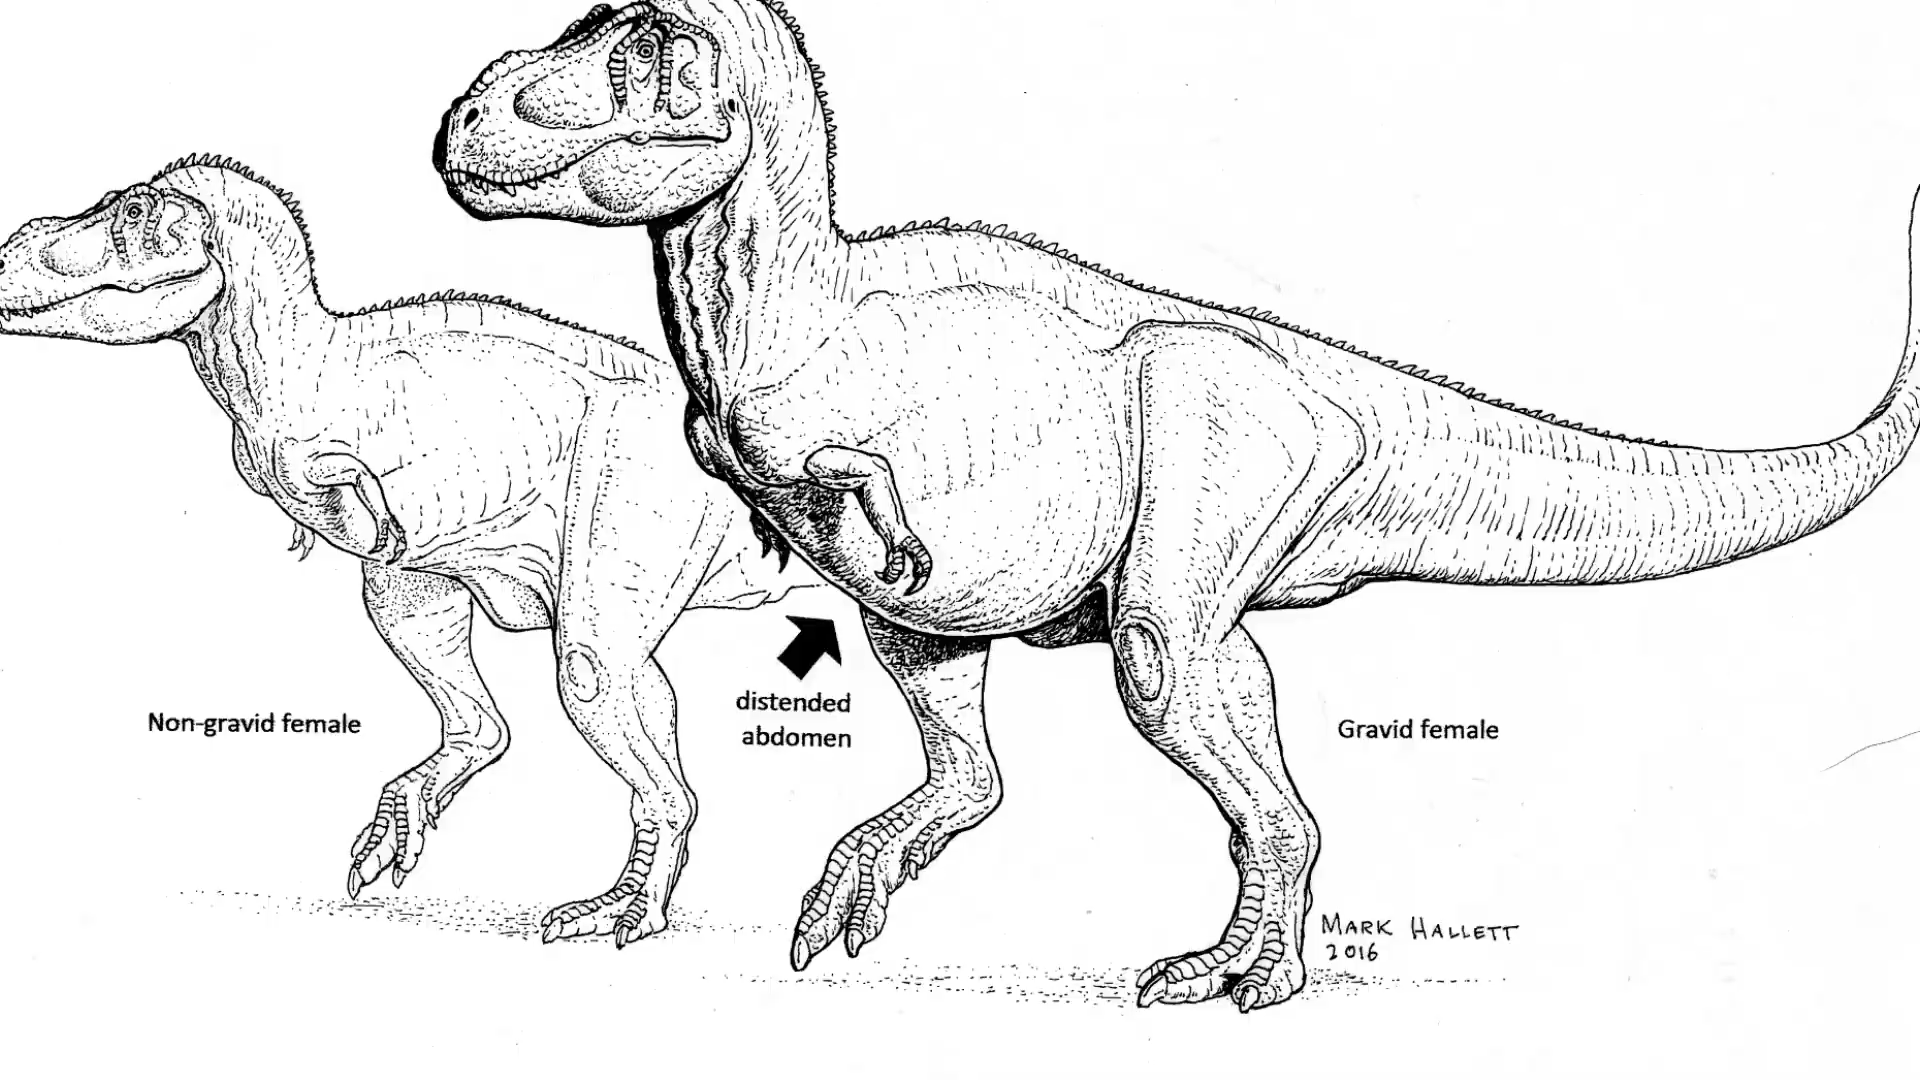 Non-gravid female
distended
abdomen
Gravid female
MARK HALLETT
2016